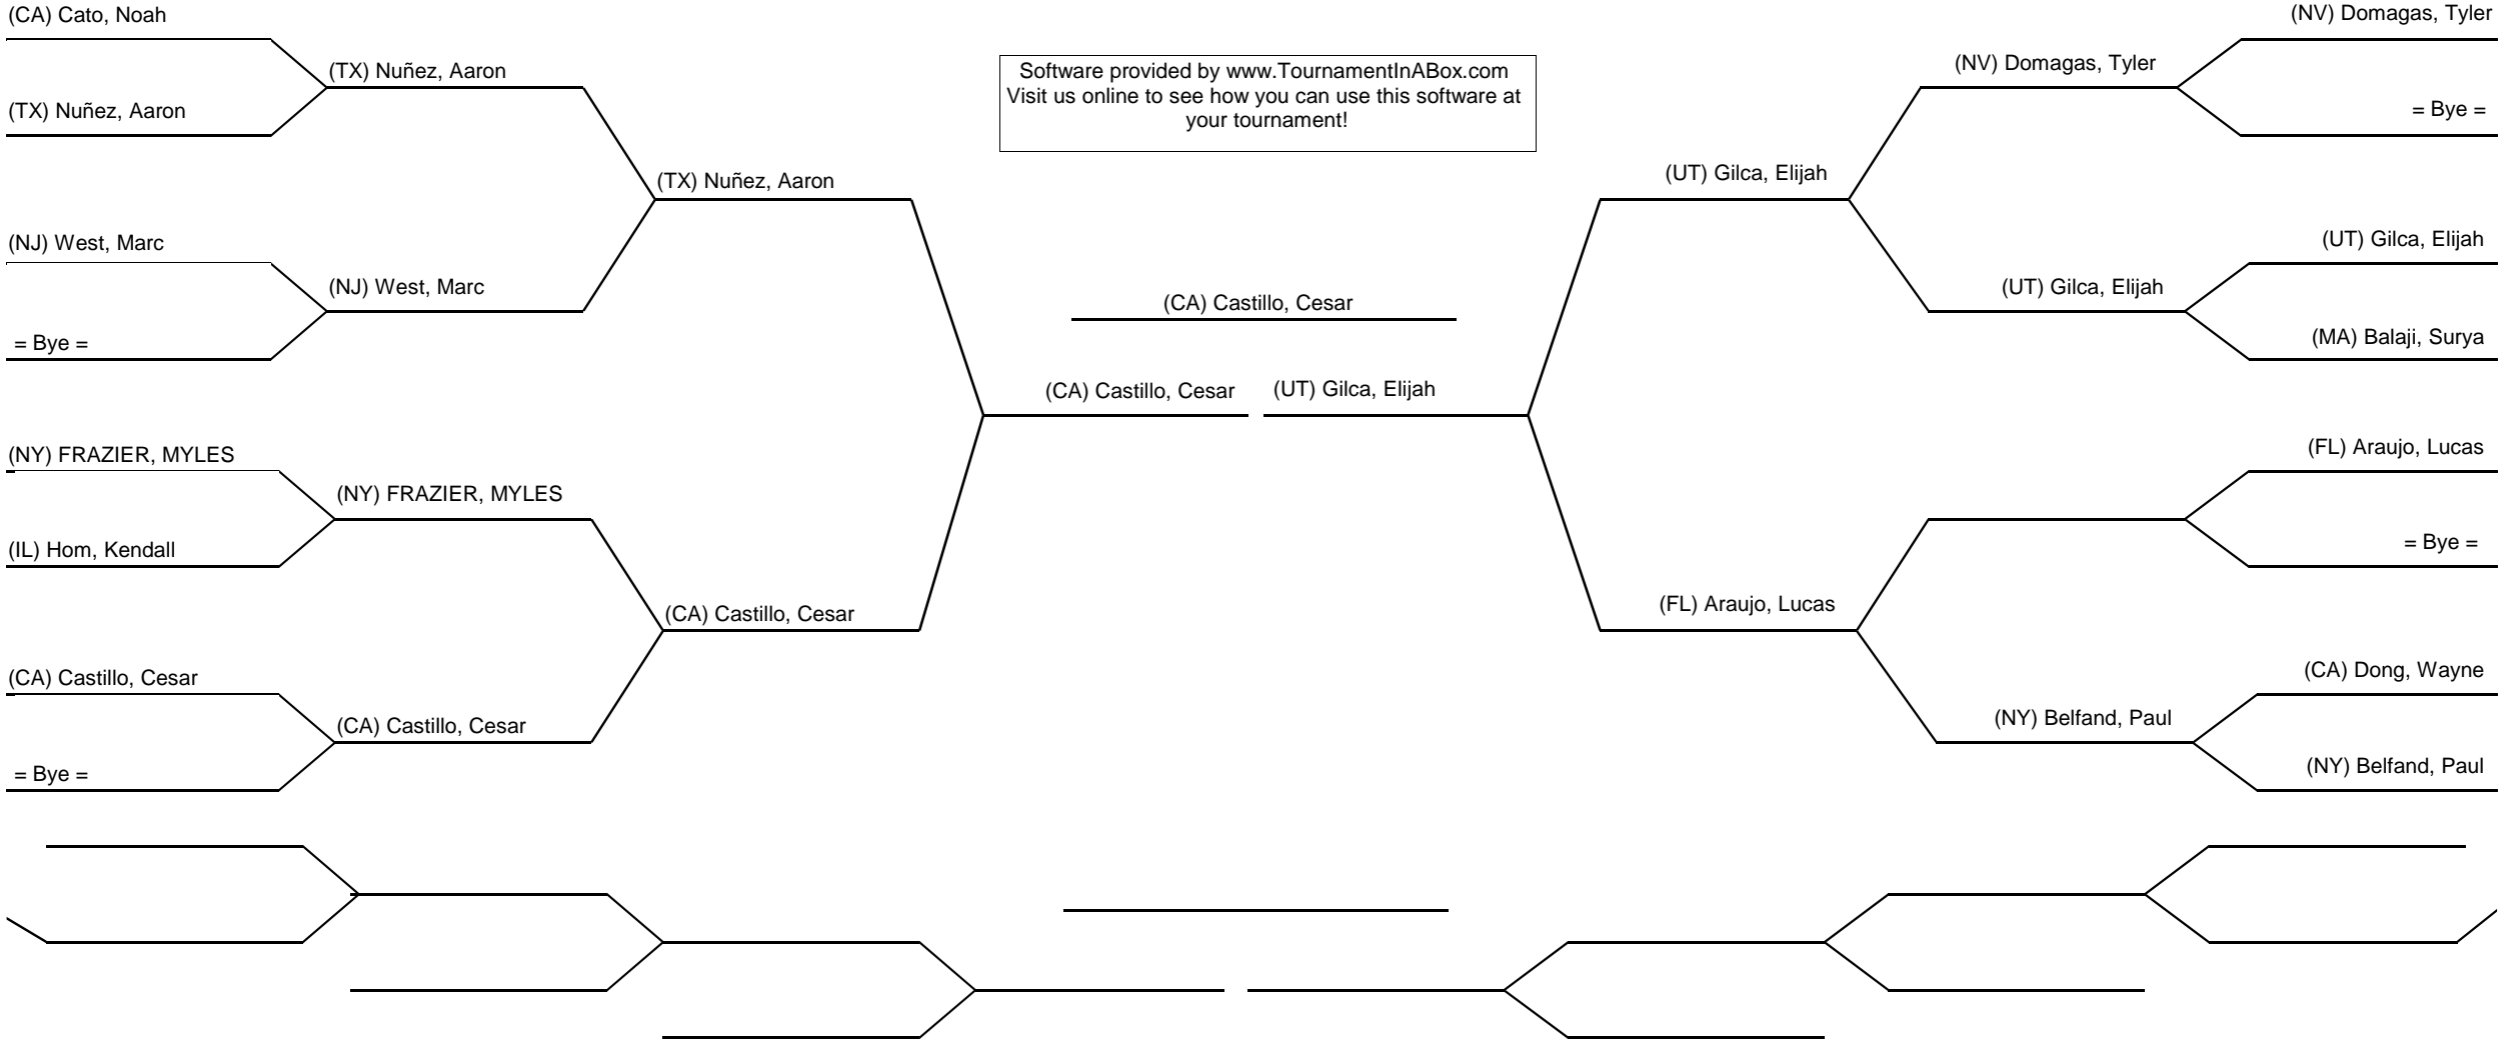 (CA) Cato, Noah
(TX) Nuñez, Aaron
(NJ) West, Marc
= Bye =
(NY) FRAZIER, MYLES
(IL) Hom, Kendall
(CA) Castillo, Cesar
= Bye =
(TX) Nuñez, Aaron
(NJ) West, Marc
(NY) FRAZIER, MYLES
(CA) Castillo, Cesar
(TX) Nuñez, Aaron
(CA) Castillo, Cesar
Software provided by www.TournamentInABox.com
Visit us online to see how you can use this software at
your tournament!
(CA) Castillo, Cesar
(CA) Castillo, Cesar
(UT) Gilca, Elijah
(UT) Gilca, Elijah
(FL) Araujo, Lucas
(NV) Domagas, Tyler
(UT) Gilca, Elijah
(NY) Belfand, Paul
(NV) Domagas, Tyler
= Bye =
(UT) Gilca, Elijah
(MA) Balaji, Surya
(FL) Araujo, Lucas
= Bye =
(CA) Dong, Wayne
(NY) Belfand, Paul